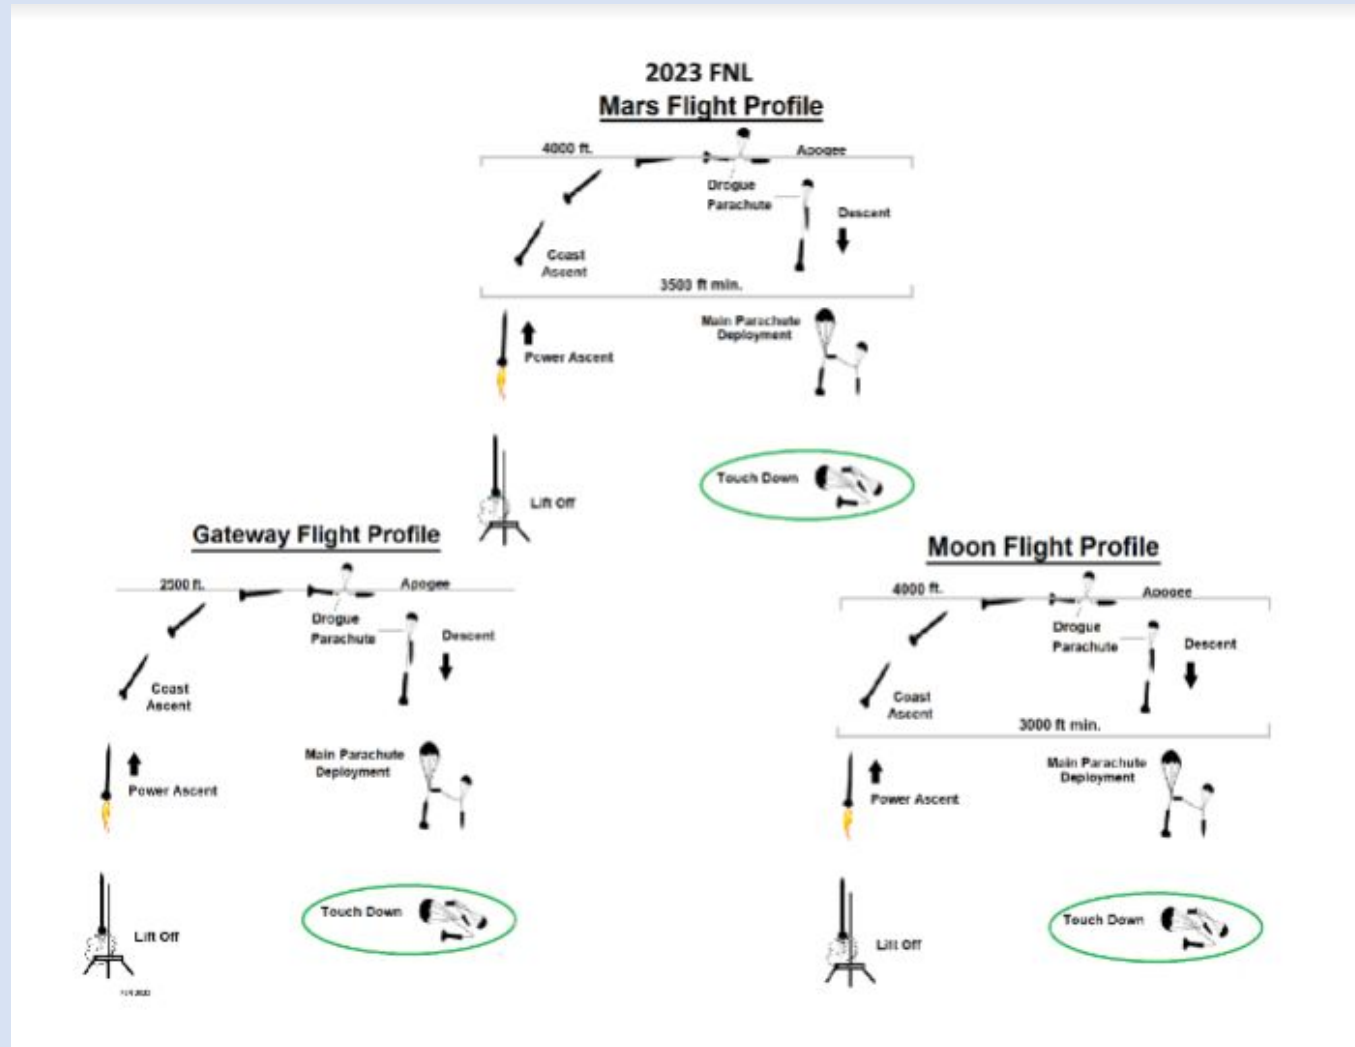 2023 FNL
Mars Flight Profile
4000 ft.
Apogee
Drogue
Parachute
Descent
Coast
Ascent
3500 ft min.
Main Parachute
Deployment
Power Ascent
Touch Down
Lift Off
Gateway Flight Profile
2500 ft.
Apogee
Drogue
Parachute
Descent
Coast
Ascent
Main Parachute
Deployment
Power Ascent
Touch Down
Lift Off
Moon Flight Profile
4000 ft.
Apogee
Drogue
Parachute
Descent
Coast
Ascent
3000 ft min.
Main Parachute
Deployment
Power Ascent
Touch Down
Lift Off